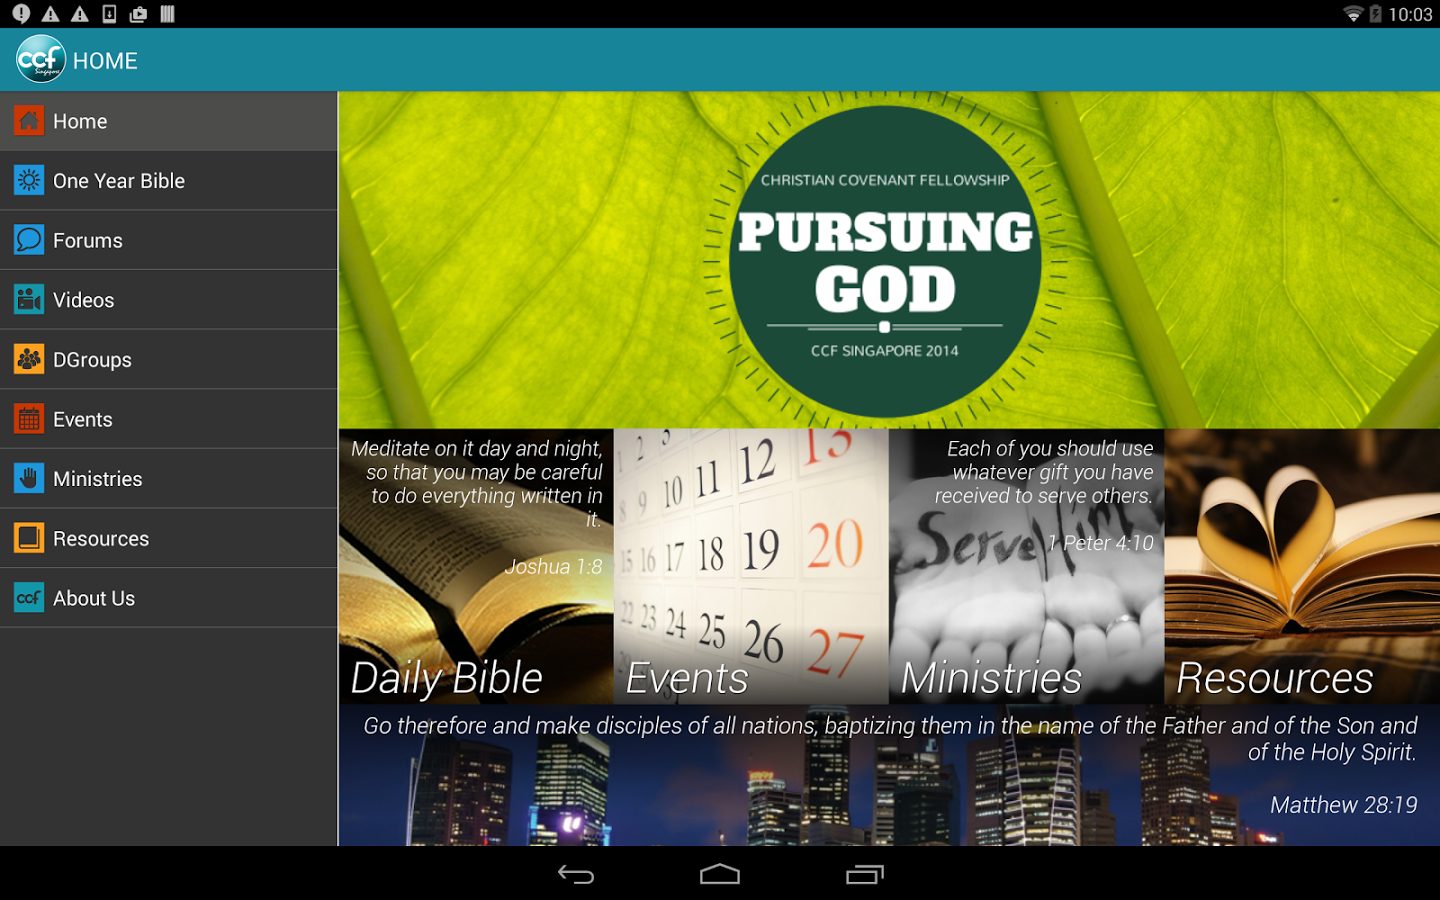 10:03
ccf
Singapore
HOME
Home
One Year Bible
Forums
Videos
DGroups
Events
Ministries
Resources
ccf
About Us
CHRISTIAN COVENANT FELLOWSHIP
PURSUING
GOD
CCF SINGAPORE 2014
Meditate on it day and night,
so that you may be careful
to do everything written in
it.
Joshua 1:8
Daily Bible
1 2 3 13
8 9 10 11 12
15 16 17 18 19 20
22 23 24 25 26 27
Events
Each of you should use
whatever gift you have
received to serve others.
1 Peter 4:10
Serve Him
Ministries
Resources
Go therefore and make disciples of all nations, baptizing them in the name of the Father and of the Son and
of the Holy Spirit.
Matthew 28:19